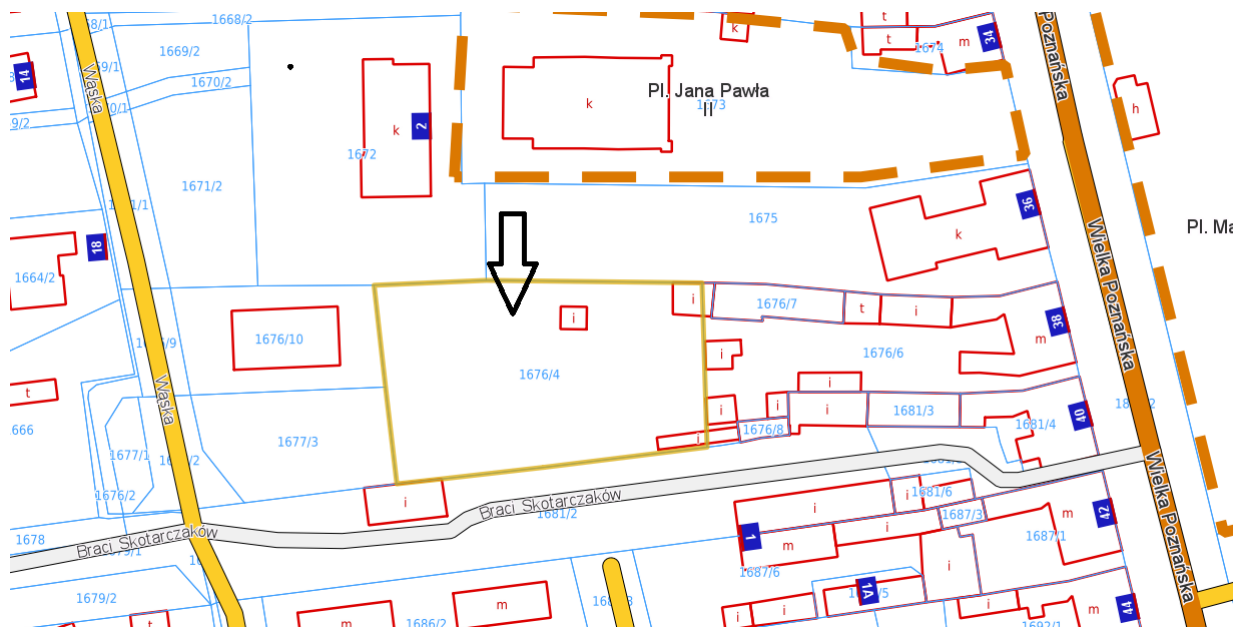 1668/2
1669/2
1670/2
14
Wąska
k
2
1672
1671/2
k
k
Pl. Jana Pawła
II
1673
t
t
1674
m
34
Poznańska
h
18
1664/2
1675
k
36
Wielka Poznańska
Pl. Ma
1676/10
i
1676/4
i
1676/7
t
i
38
m
1676/6
i
i
i
i
i
i
1681/3
1676/8
40
1681/4
t
666
Wąska
1677/1
1677/3
1676/2
i
Braci Skotarczaków
1681/2
Braci Skotarczaków
1678
1679/2
t
m
1686/2
m
i
i
1681/6
1687/3
i
m
1
1687/6
m
1687/1
42
Wielka Poznańska
i
1A
i
i
i
m
44
1692/1